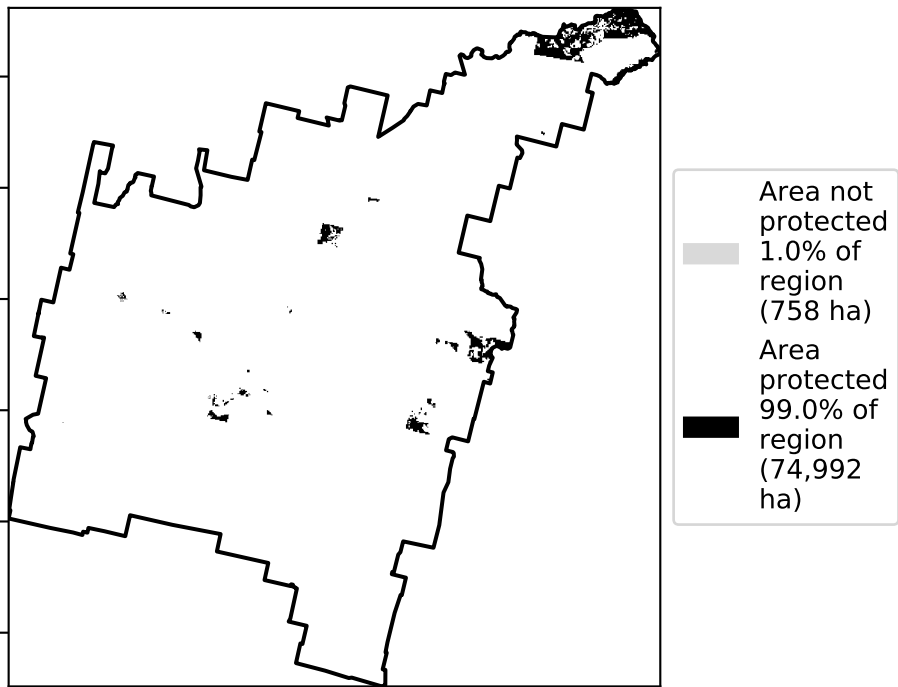 Area not
protected
1.0% of
region
(758 ha)
Area
protected
99.0% of
region
(74,992
ha)